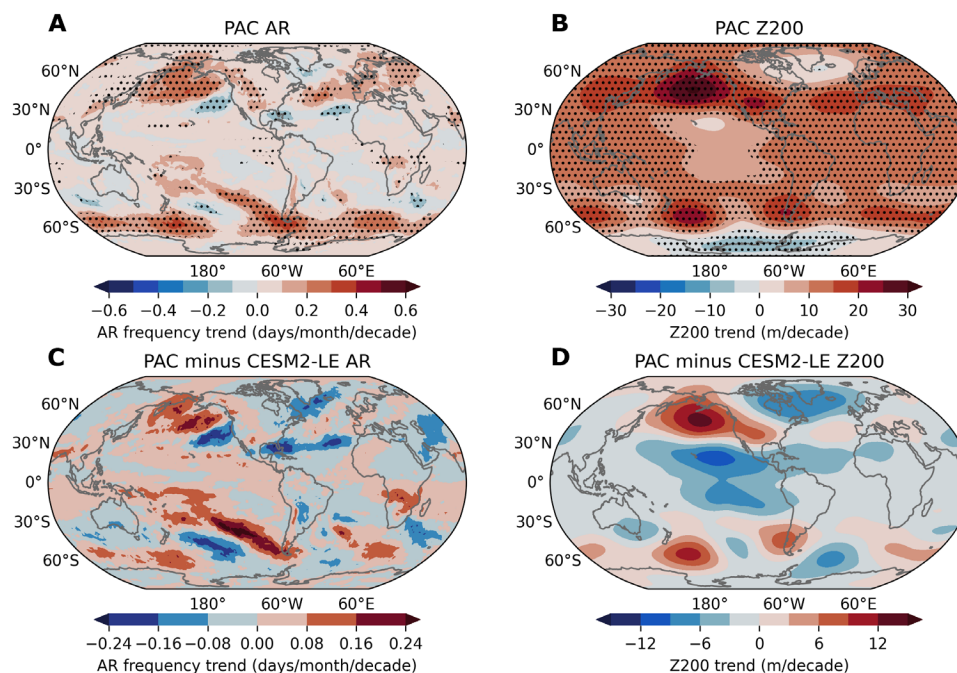 A
PAC AR
B
PAC Z200
60°N
30°N
0°
30°S
60°S
180° 60°W 60°E
−0.6 −0.4 −0.2 0.0 0.2 0.4 0.6
AR frequency trend (days/month/decade)
60°N
30°N
0°
30°S
60°S
180° 60°W 60°E
−30 −20 −10 0 10 20 30
Z200 trend (m/decade)
C
PAC minus CESM2-LE AR
D
PAC minus CESM2-LE Z200
60°N
30°N
0°
30°S
60°S
180° 60°W 60°E
−0.24 −0.16 −0.08 0.00 0.08 0.16 0.24
AR frequency trend (days/month/decade)
60°N
30°N
0°
30°S
60°S
180° 60°W 60°E
−12 −6 0 6 12
Z200 trend (m/decade)